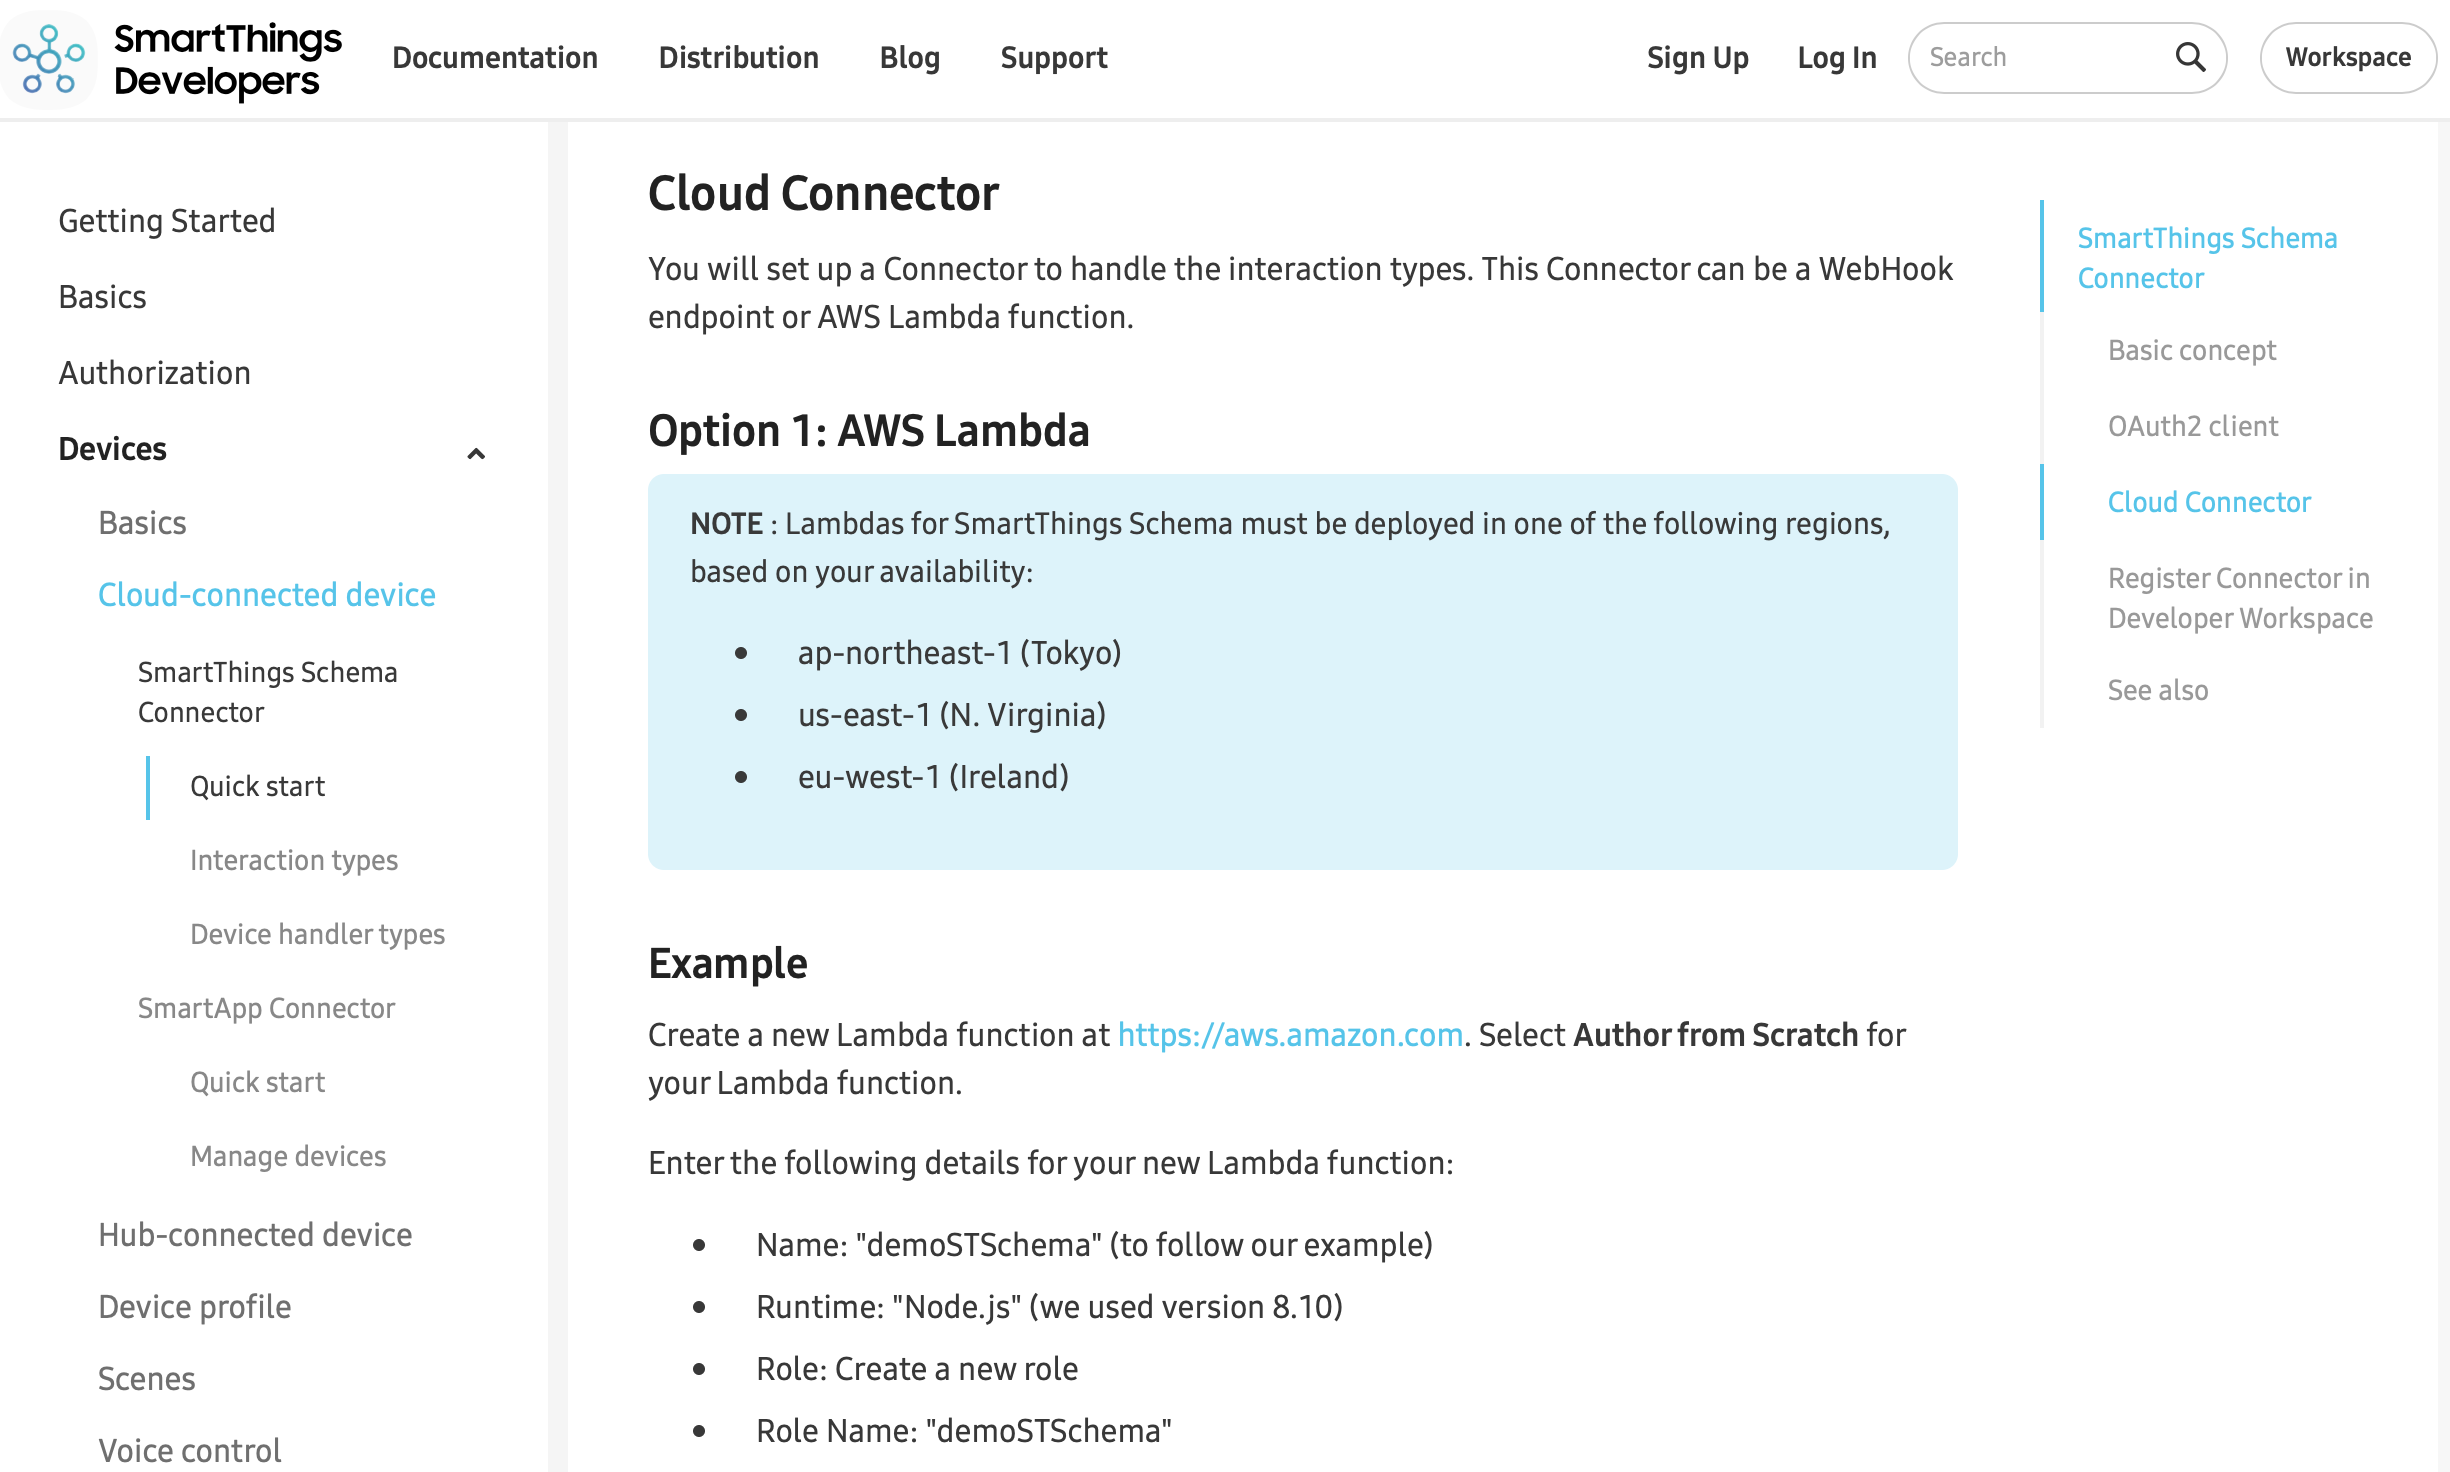 SmartThings
Developers
Documentation
Distribution
Blog
Support
Sign Up
Log In
Search
Workspace
Getting Started
Basics
Authorization
Devices
Basics
Cloud-connected device
SmartThings Schema
Connector
Quick start
Interaction types
Device handler types
SmartApp Connector
Quick start
Manage devices
Hub-connected device
Device profile
Scenes
Voice control
Cloud Connector
You will set up a Connector to handle the interaction types. This Connector can be a WebHook
endpoint or AWS Lambda function.
Option 1: AWS Lambda
NOTE : Lambdas for SmartThings Schema must be deployed in one of the following regions,
based on your availability:
• ap-northeast-1 (Tokyo)
• us-east-1 (N. Virginia)
• eu-west-1 (Ireland)
Example
Create a new Lambda function at https://aws.amazon.com. Select Author from Scratch for
your Lambda function.
Enter the following details for your new Lambda function:
• Name: "demoSTSchema" (to follow our example)
• Runtime: "Node.js" (we used version 8.10)
• Role: Create a new role
• Role Name: "demoSTSchema"
SmartThings Schema
Connector
Basic concept
OAuth2 client
Cloud Connector
Register Connector in
Developer Workspace
See also